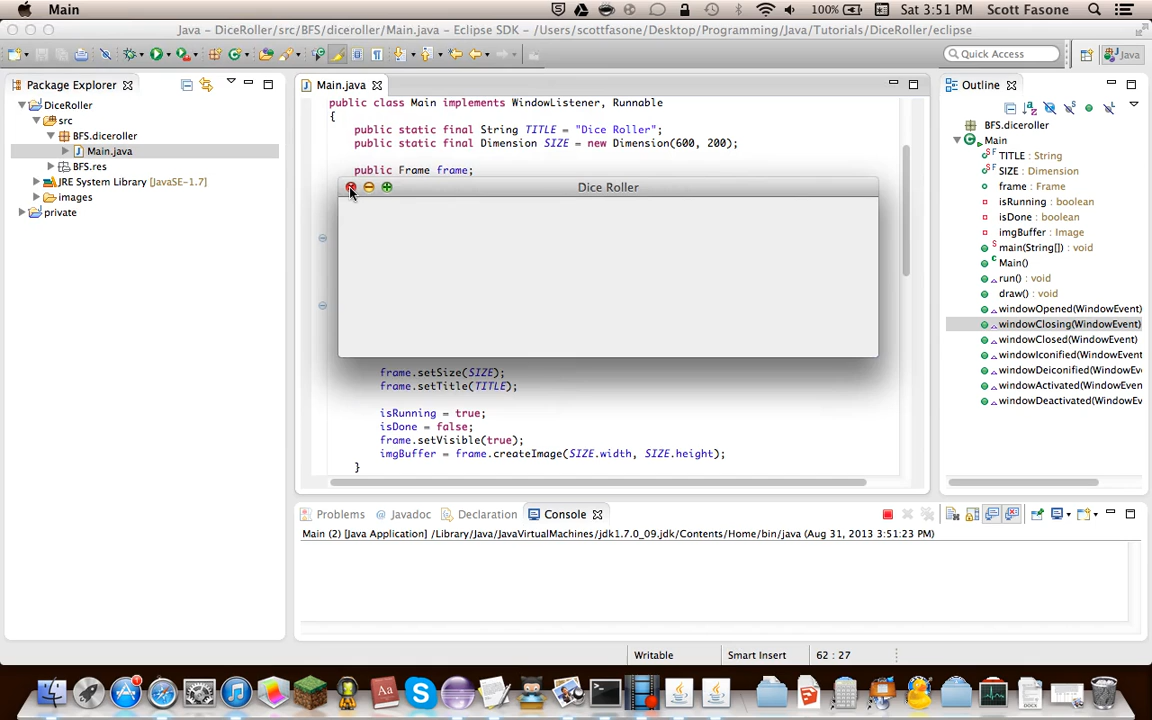 Main
100%
Sat 3:51 PM
Scott Fasone
Java – DiceRoller/src/BFS/diceroller/Main.java – Eclipse SDK – /Users/scottfasone/Desktop/Programming/Java/Tutorials/DiceRoller/eclipse
Quick Access
Java
Package Explorer
DiceRoller
src
BFS.diceroller
Main.java
BFS.res
JRE System Library [JavaSE-1.7]
images
private
Main.java
public class Main implements WindowListener, Runnable
{
public static final String TITLE = "Dice Roller";
public static final Dimension SIZE = new Dimension(600, 200);
public Frame frame;
Dice Roller
frame.setSize(SIZE);
frame.setTitle(TITLE);
isRunning = true;
isDone = false;
frame.setVisible(true);
imgBuffer = frame.createImage(SIZE.width, SIZE.height);
}
Outline
BFS.diceroller
Main
TITLE : String
SIZE : Dimension
frame : Frame
isRunning : boolean
isDone : boolean
imgBuffer : Image
main(String[]) : void
Main()
run() : void
draw() : void
windowOpened(WindowEvent)
windowClosing(WindowEvent)
windowClosed(WindowEvent)
windowIconified(WindowEvent
windowDeiconified(WindowEve
windowActivated(WindowEven
windowDeactivated(WindowEv
Problems
Javadoc
Declaration
Console
Main (2) [Java Application] /Library/Java/JavaVirtualMachines/jdk1.7.0_09.jdk/Contents/Home/bin/java (Aug 31, 2013 3:51:23 PM)
Writable
Smart Insert
62 : 27